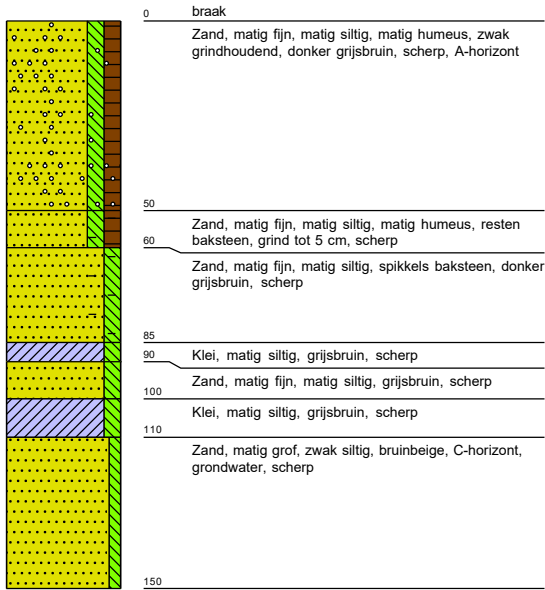 0
braak
Zand, matig fijn, matig siltig, matig humeus, zwak
grindhoudend, donker grijsbruin, scherp, A-horizont
50
Zand, matig fijn, matig siltig, matig humeus, resten
baksteen, grind tot 5 cm, scherp
60
Zand, matig fijn, matig siltig, spikkels baksteen, donker
grijsbruin, scherp
85
Klei, matig siltig, grijsbruin, scherp
90
Zand, matig fijn, matig siltig, grijsbruin, scherp
100
Klei, matig siltig, grijsbruin, scherp
110
Zand, matig grof, zwak siltig, bruinbeige, C-horizont,
grondwater, scherp
150